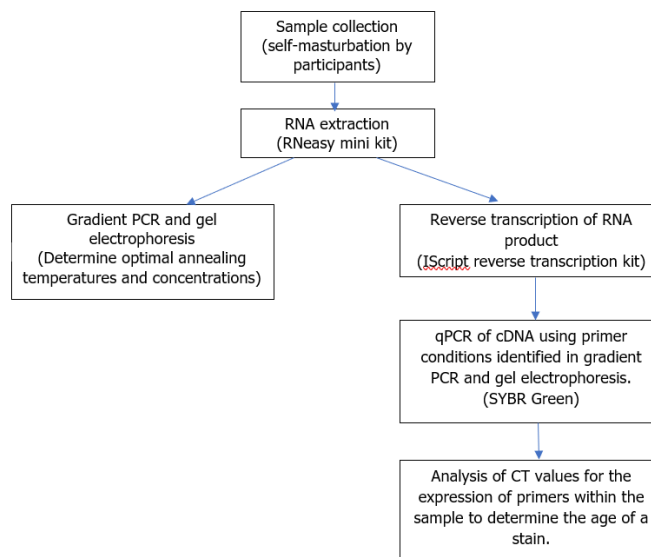 Sample collection
(self-masturbation by
participants)
RNA extraction
(RNeasy mini kit)
Gradient PCR and gel
electrophoresis
(Determine optimal annealing
temperatures and concentrations)
Reverse transcription of RNA
product
(IScript reverse transcription kit)
qPCR of cDNA using primer
conditions identified in gradient
PCR and gel electrophoresis.
(SYBR Green)
Analysis of CT values for the
expression of primers within the
sample to determine the age of a
stain.